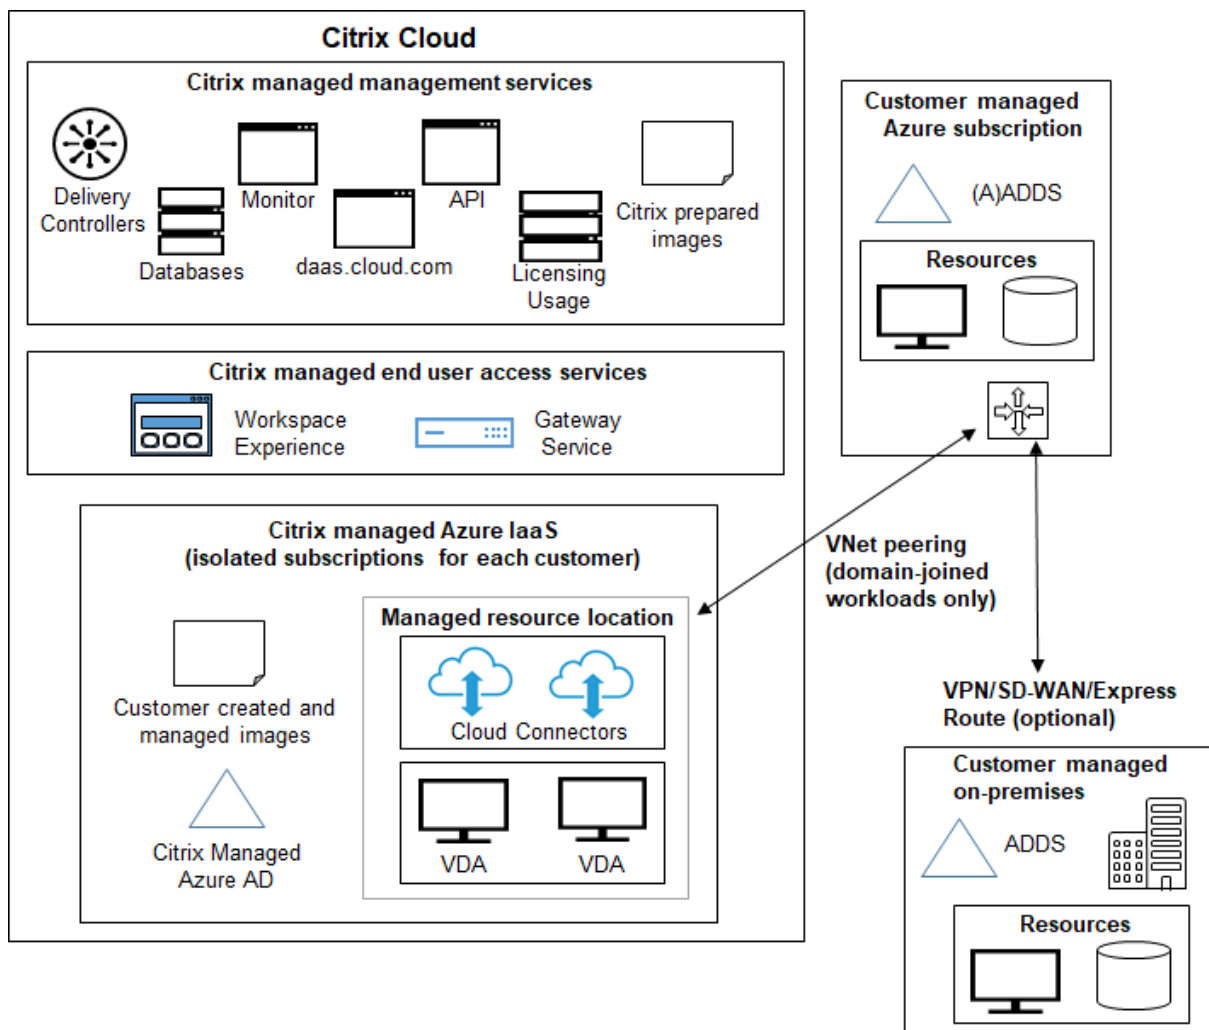 Citrix Cloud
Citrix managed management services
Delivery
Controllers
Databases
Monitor
daas.cloud.com
API
Licensing
Usage
Citrix prepared
images
Citrix managed end user access services
Workspace
Experience
Gateway
Service
Citrix managed Azure IaaS
(isolated subscriptions for each customer)
Customer created and
managed images
Citrix Managed
Azure AD
Managed resource location
Cloud Connectors
VDA
VDA
Customer managed
Azure subscription
(A)ADDS
Resources
VNet peering
(domain-joined
workloads only)
VPN/SD-WAN/Express
Route (optional)
Customer managed
on-premises
ADDS
Resources